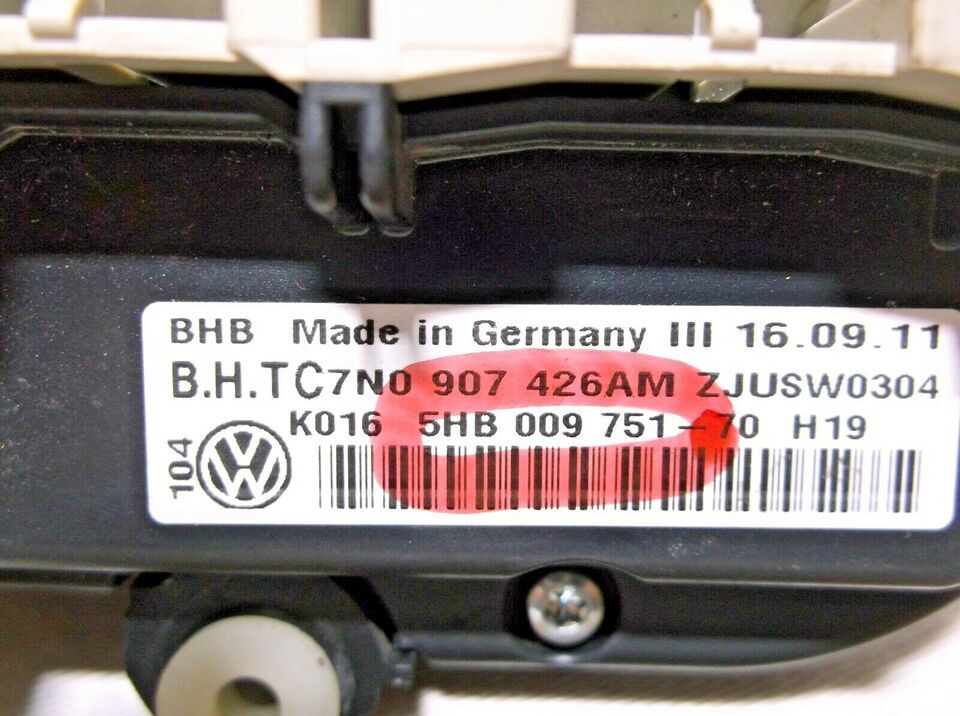 BHB Made in Germany III 16.09.11
B.H.TC7N0 907 426AM ZJUSW0304
K016 5HB 009 751-70 H19
104